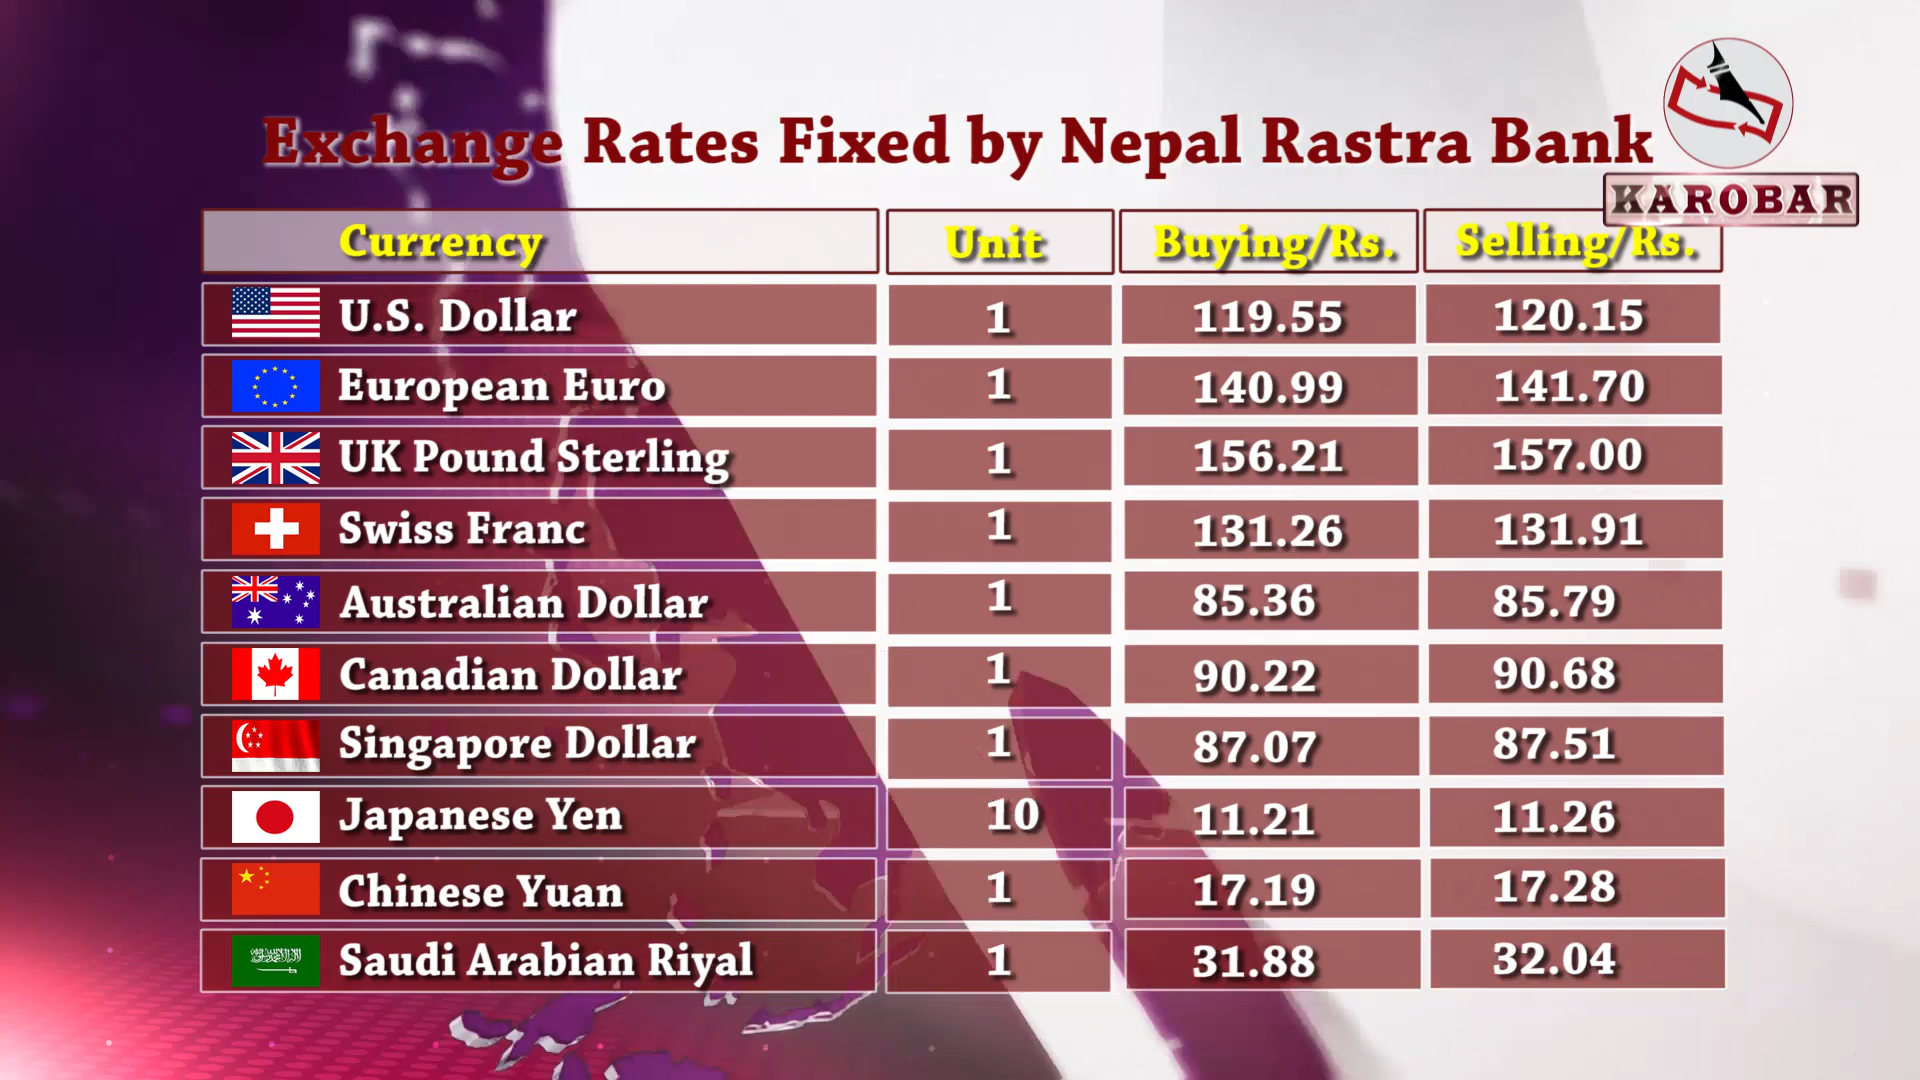 Exchange Rates Fixed by Nepal Rastra Bank
KAROBAR
Currency Unit Buying/Rs. Selling/Rs.
U.S. Dollar 1 119.55 120.15
European Euro 1 140.99 141.70
UK Pound Sterling 1 156.21 157.00
Swiss Franc 1 131.26 131.91
Australian Dollar 1 85.36 85.79
Canadian Dollar 1 90.22 90.68
Singapore Dollar 1 87.07 87.51
Japanese Yen 10 11.21 11.26
Chinese Yuan 1 17.19 17.28
Saudi Arabian Riyal 1 31.88 32.04